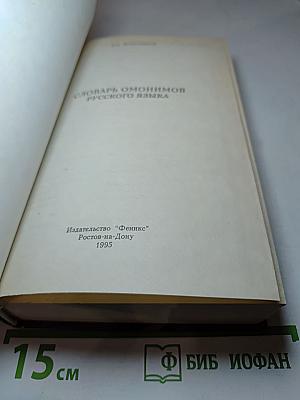 СЛОВАРЬ ОМОНИМОВ
РУССКОГО ЯЗЫКА
Издательство "Феникс"
Ростов-на-Дону
1995
15 см
Ф БИБ ИОФАН